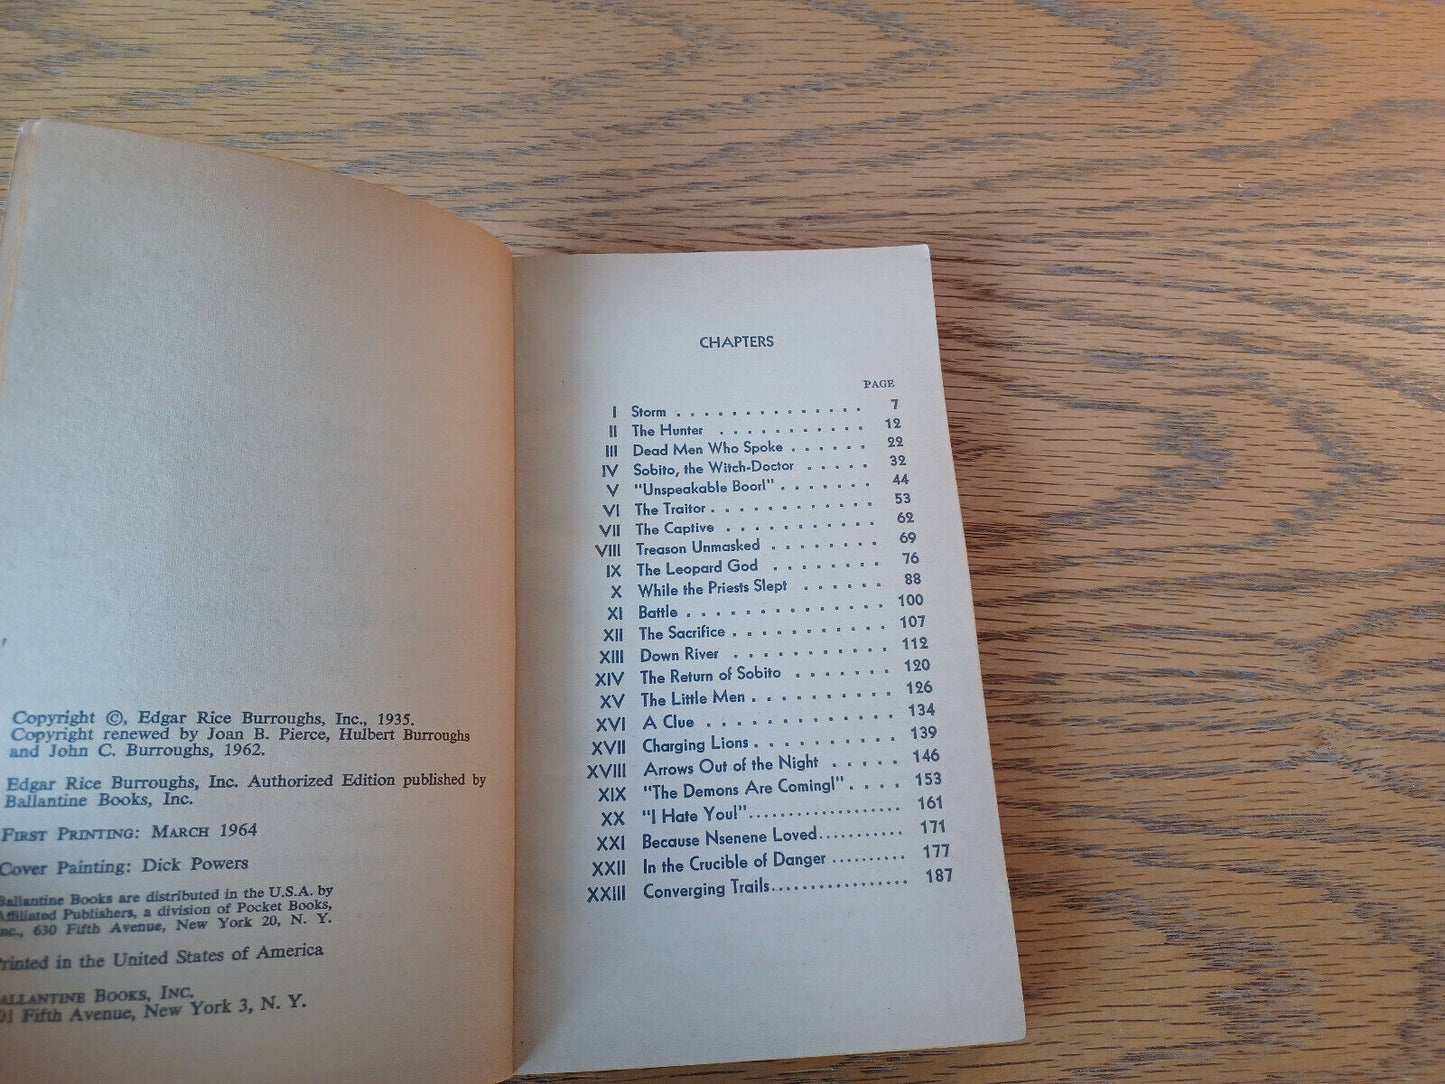 Copyright ©, Edgar Rice Burroughs, Inc., 1935.
Copyright renewed by Joan B. Pierce, Hulbert Burroughs
and John C. Burroughs, 1962.
Edgar Rice Burroughs, Inc. Authorized Edition published by
Ballantine Books, Inc.
FIRST PRINTING: MARCH 1964
Cover Painting: Dick Powers
Ballantine Books are distributed in the U.S.A. by
Affiliated Publishers, a division of Pocket Books,
Inc., 630 Fifth Avenue, New York 20, N. Y.
Printed in the United States of America
BALLANTINE BOOKS, INC.
01 Fifth Avenue, New York 3, N. Y.
CHAPTERS
PAGE
I Storm . . . . . . . . . . . . . . 7
II The Hunter . . . . . . . . . . . 12
III Dead Men Who Spoke . . . . . . 22
IV Sobito, the Witch-Doctor . . . . . 32
V "Unspeakable Boor!" . . . . . . . 44
VI The Traitor . . . . . . . . . . . . 53
VII The Captive . . . . . . . . . . . 62
VIII Treason Unmasked . . . . . . . . 69
IX The Leopard God . . . . . . . . . 76
X While the Priests Slept . . . . . . 88
XI Battle . . . . . . . . . . . . . . . 100
XII The Sacrifice . . . . . . . . . . . . 107
XIII Down River . . . . . . . . . . . 112
XIV The Return of Sobito . . . . . . . 120
XV The Little Men . . . . . . . . . . 126
XVI A Clue . . . . . . . . . . . . . 134
XVII Charging Lions . . . . . . . . . . 139
XVIII Arrows Out of the Night . . . . . 146
XIX "The Demons Are Coming!" . . . . 153
XX "I Hate You!" . . . . . . . . . . . . . . . . . . 161
XXI Because Nsenene Loved . . . . . . . . . . . 171
XXII In the Crucible of Danger . . . . . . . . . . 177
XXIII Converging Trails . . . . . . . . . . . . . . . . . 187